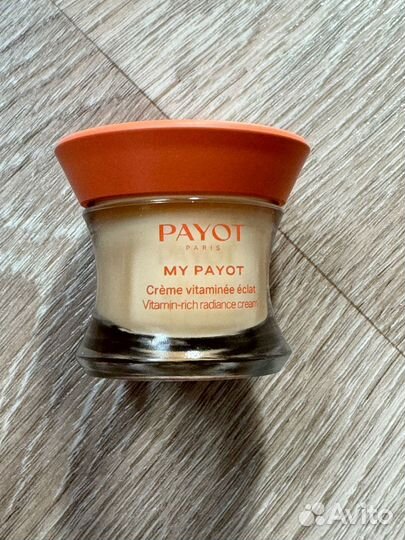 PAYOT
PARIS
MY PAYOT
Crème vitaminée éclat
Vitamin-rich radiance cream
Avito